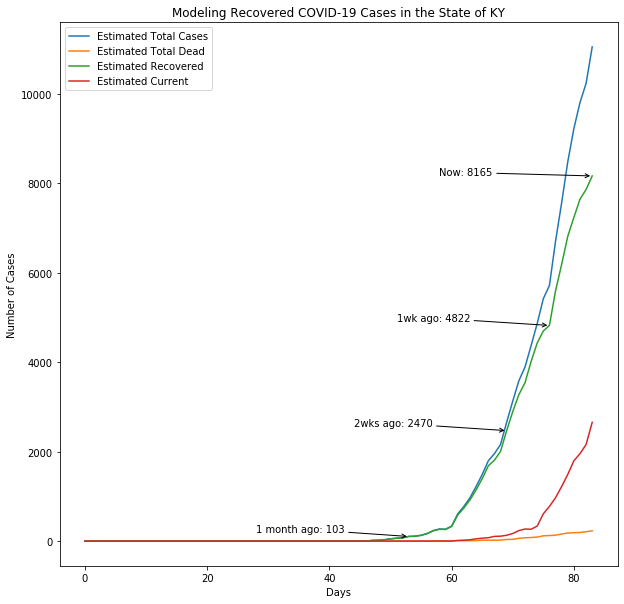 Modeling Recovered COVID-19 Cases in the State of KY
Estimated Total Cases
Estimated Total Dead
Estimated Recovered
Estimated Current
10000
8000
6000
4000
2000
0
Number of Cases
Now: 8165
1wk ago: 4822
2wks ago: 2470
1 month ago: 103
0 20 40 60 80
Days